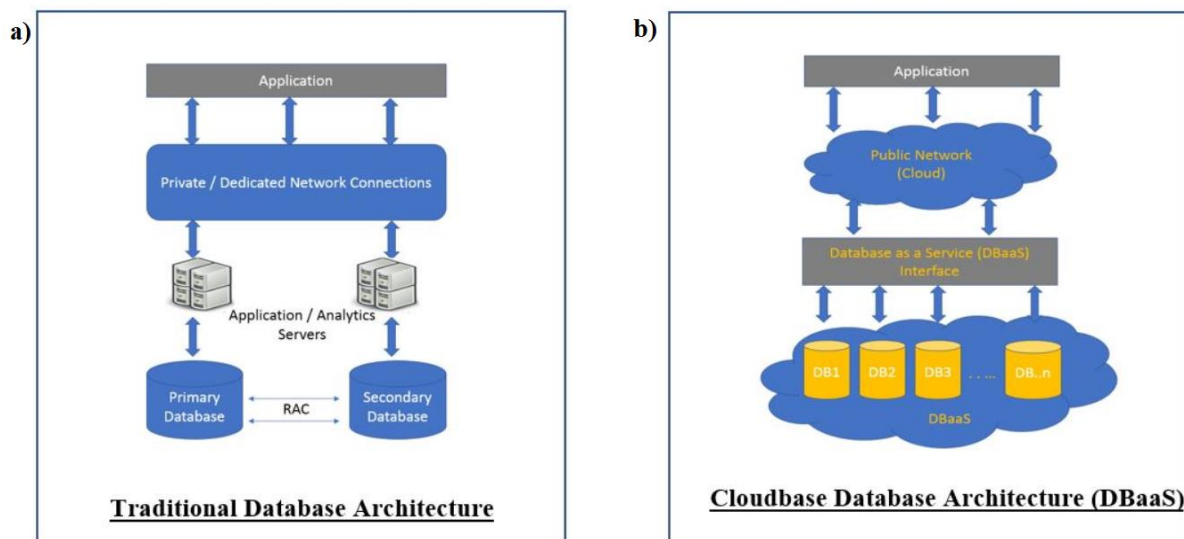 a)
Application
Private / Dedicated Network Connections
Application / Analytics
Servers
Primary
Database
RAC
Secondary
Database
Traditional Database Architecture
b)
Application
Public Network
(Cloud)
Database as a Service (DBaaS)
Interface
DB1
DB2
DB3
. . ...
DB..n
DBaaS
Cloudbase Database Architecture (DBaaS)